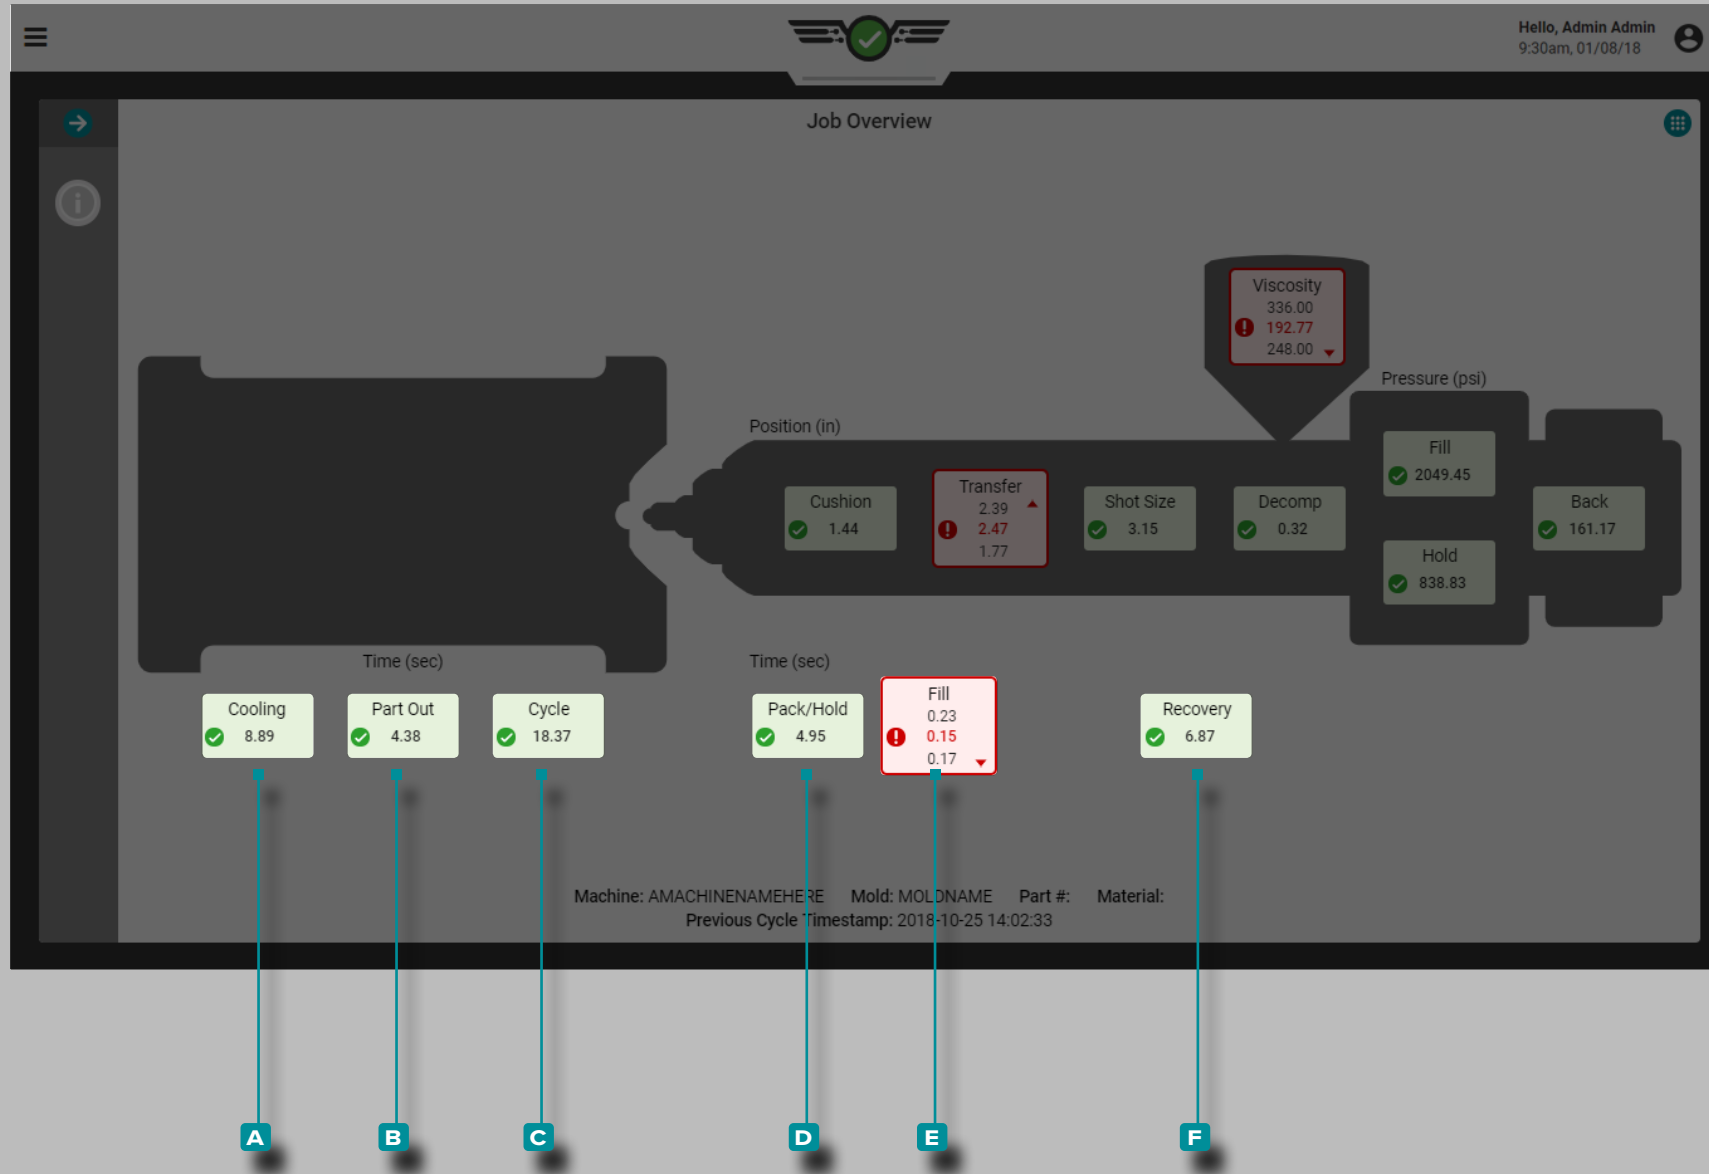 Hello, Admin Admin
9:30am, 01/08/18
Job Overview
Viscosity
336.00
192.77
248.00
Pressure (psi)
Position (in)
Fill
2049.45
Cushion
1.44
Transfer
2.39
2.47
1.77
Shot Size
3.15
Decomp
0.32
Back
161.17
Hold
838.83
Time (sec)
Time (sec)
Cooling
8.89
Part Out
4.38
Cycle
18.37
Pack/Hold
4.95
Fill
0.23
0.15
0.17
Recovery
6.87
Machine: AMACHINENAMEHERE Mold: MOLDNAME Part #: Material:
Previous Cycle Timestamp: 2018-10-25 14:02:33
A B C D E F